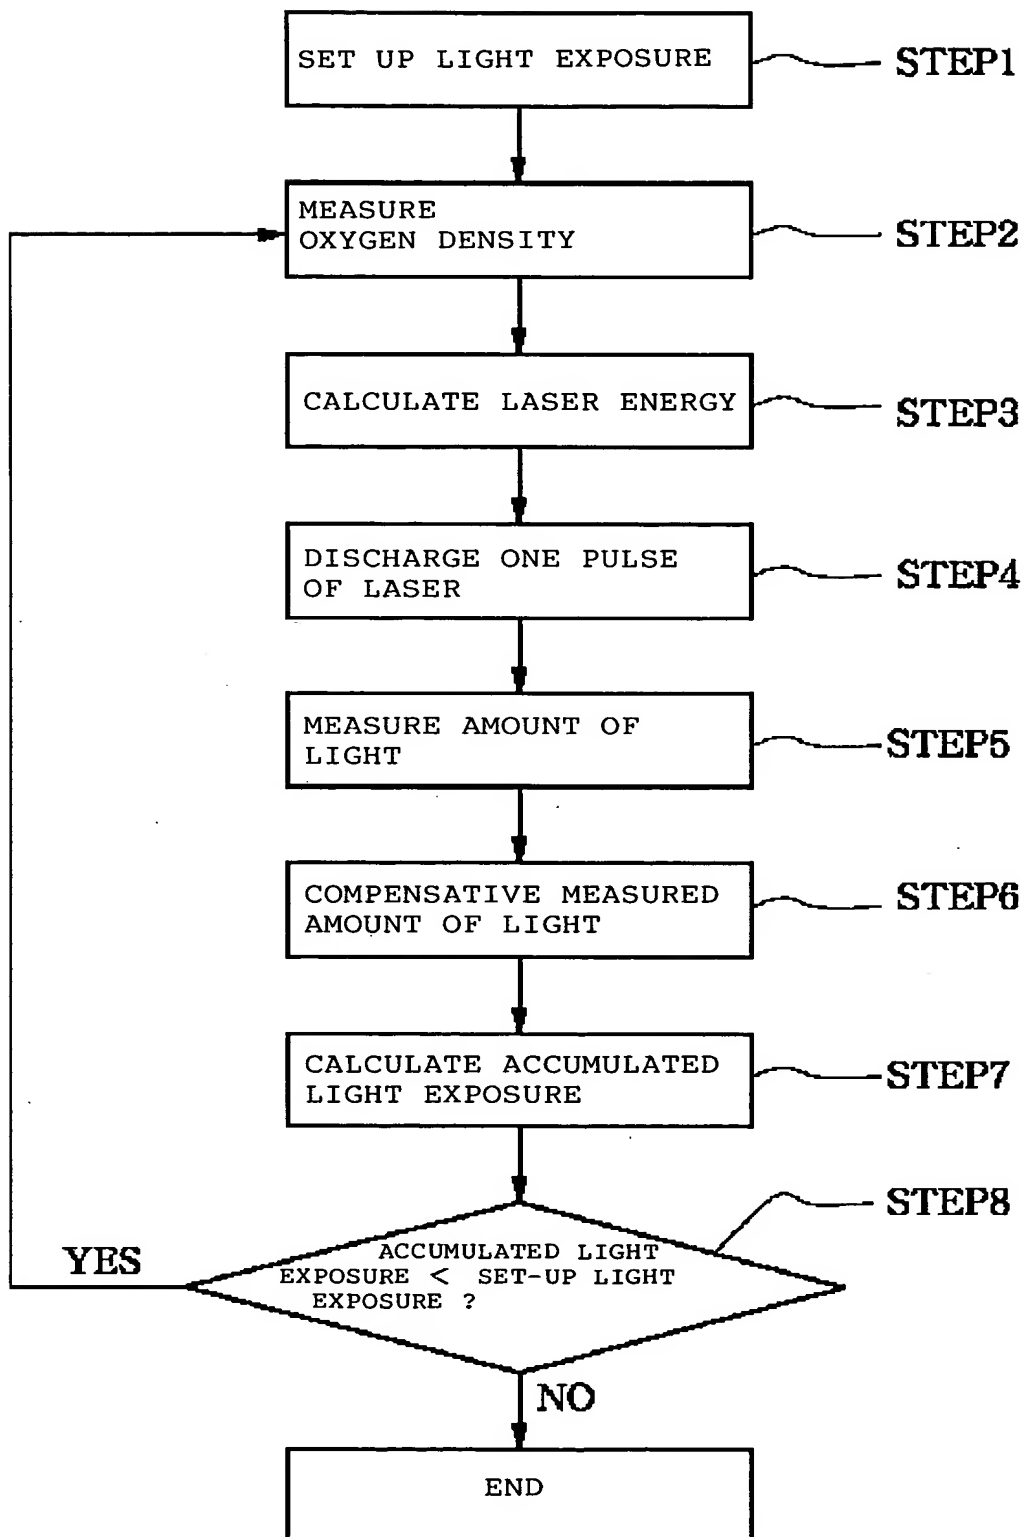 SET UP LIGHT EXPOSURE
STEP1
MEASURE
OXYGEN DENSITY
STEP2
CALCULATE LASER ENERGY
STEP3
DISCHARGE ONE PULSE
OF LASER
STEP4
MEASURE AMOUNT OF
LIGHT
STEP5
COMPENSATIVE MEASURED
AMOUNT OF LIGHT
STEP6
CALCULATE ACCUMULATED
LIGHT EXPOSURE
STEP7
STEP8
YES
ACCUMULATED LIGHT
EXPOSURE < SET-UP LIGHT
EXPOSURE ?
NO
END